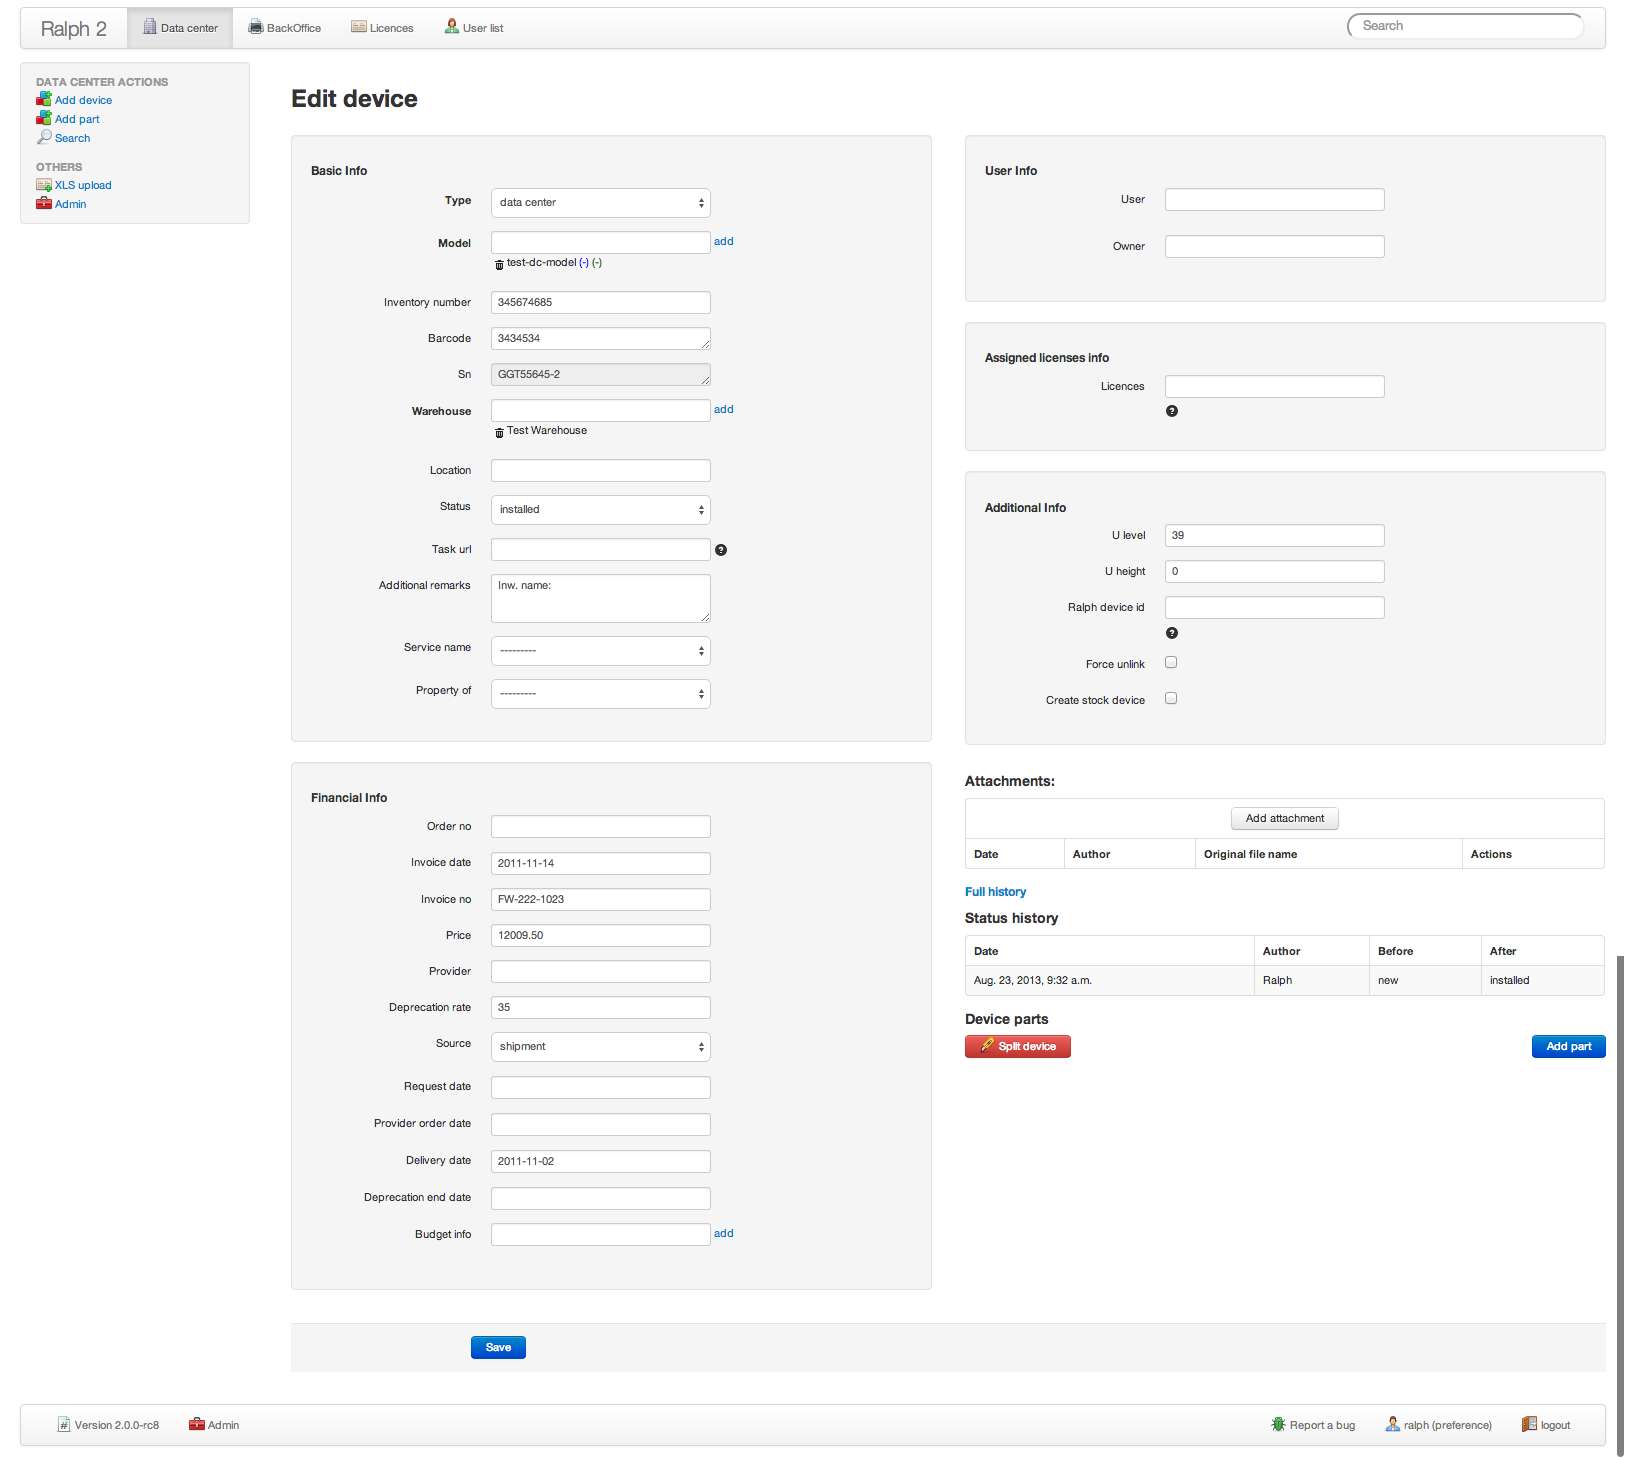 Ralph 2
Data center
BackOffice
Licences
User list
Search
DATA CENTER ACTIONS
Add device
Add part
Search
OTHERS
XLS upload
Admin
Edit device
Basic Info
Type data center
Model add
test-dc-model (-) (-)
Inventory number 345674685
Barcode 3434534
Sn GGT55645-2
Warehouse add
Test Warehouse
Location
Status installed
Task url
Additional remarks Inw. name:
Service name ---------
Property of ---------
Financial Info
Order no
Invoice date 2011-11-14
Invoice no FW-222-1023
Price 12009.50
Provider
Deprecation rate 35
Source shipment
Request date
Provider order date
Delivery date 2011-11-02
Deprecation end date
Budget info add
Save
User Info
User
Owner
Assigned licenses info
Licences
Additional Info
U level 39
U height 0
Ralph device id
Force unlink
Create stock device
Attachments:
Add attachment
Date Author Original file name Actions
Full history
Status history
Date Author Before After
Aug. 23, 2013, 9:32 a.m. Ralph new installed
Device parts
Split device
Add part
Version 2.0.0-rc8
Admin
Report a bug
ralph (preference)
logout